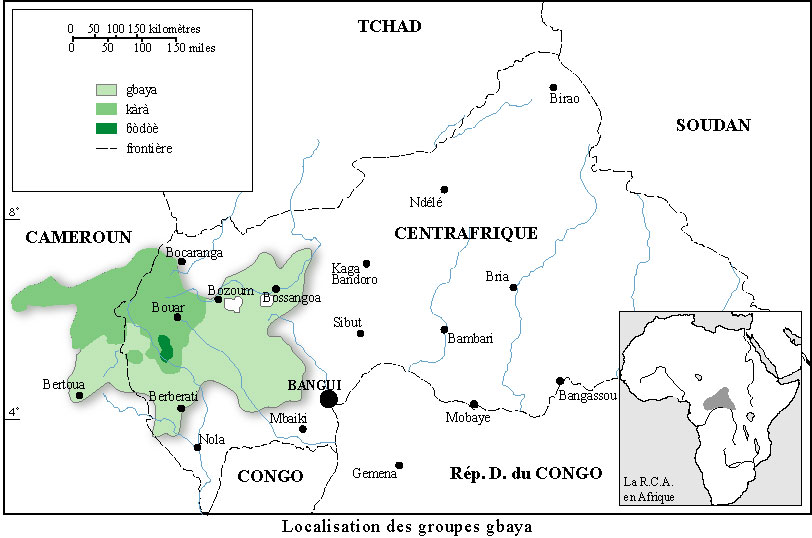 0 50 100 150 kilomètres
0 50 100 150 miles
gbaya
kàrà
ɓòdòè
frontière
TCHAD
SOUDAN
Birao
Ndélé
8°
CAMEROUN
CENTRAFRIQUE
Bocaranga
Kaga
Bandoro
Bria
Bozoum
Bossangoa
Bouar
Sibut
Bambari
Bertoua
Berberati
BANGUI
Bangassou
4°
Mbaiki
Mobaye
Nola
CONGO
Gemena
Rép. D. du CONGO
La R.C.A.
en Afrique
Localisation des groupes gbaya